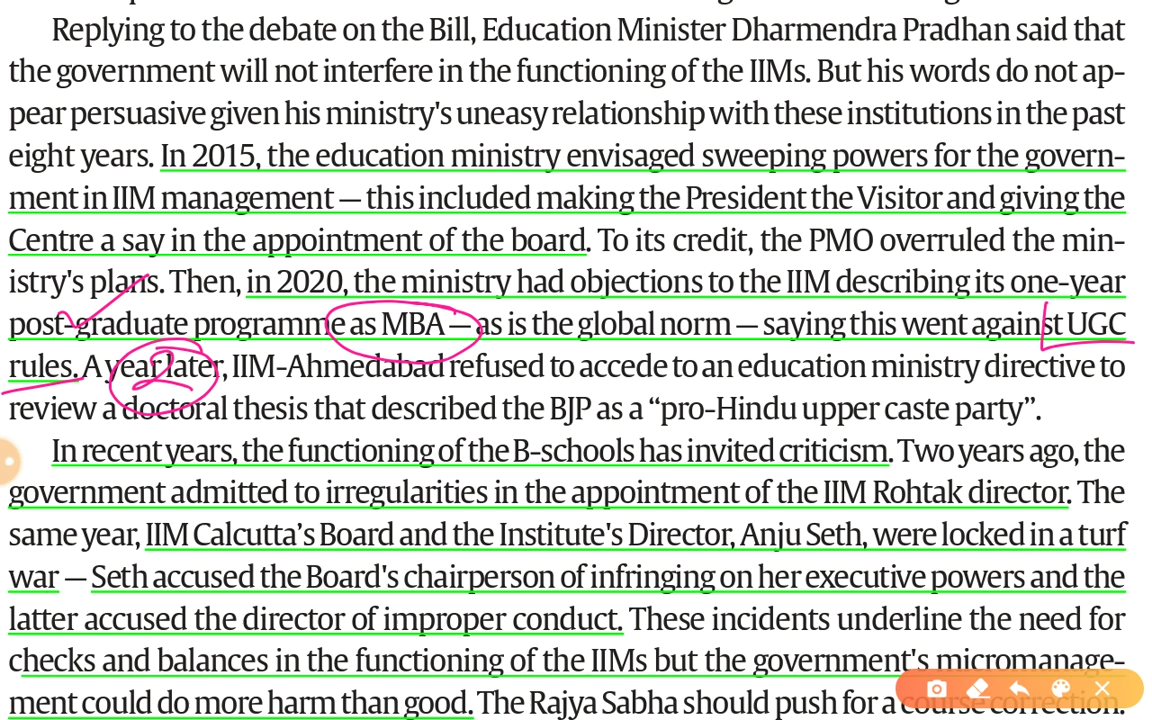 Replying to the debate on the Bill, Education Minister Dharmendra Pradhan said that
the government will not interfere in the functioning of the IIMs. But his words do not ap-
pear persuasive given his ministry's uneasy relationship with these institutions in the past
eight years. In 2015, the education ministry envisaged sweeping powers for the govern-
ment in IIM management — this included making the President the Visitor and giving the
Centre a say in the appointment of the board. To its credit, the PMO overruled the min-
istry's plans. Then, in 2020, the ministry had objections to the IIM describing its one-year
post-graduate programme as MBA — as is the global norm — saying this went against UGC
rules. A year later, IIM-Ahmedabad refused to accede to an education ministry directive to
2
review a doctoral thesis that described the BJP as a “pro-Hindu upper caste party”.
In recent years, the functioning of the B-schools has invited criticism. Two years ago, the
government admitted to irregularities in the appointment of the IIM Rohtak director. The
same year, IIM Calcutta’s Board and the Institute's Director, Anju Seth, were locked in a turf
war — Seth accused the Board's chairperson of infringing on her executive powers and the
latter accused the director of improper conduct. These incidents underline the need for
checks and balances in the functioning of the IIMs but the government's micromanage-
ment could do more harm than good. The Rajya Sabha should push for a course correction.